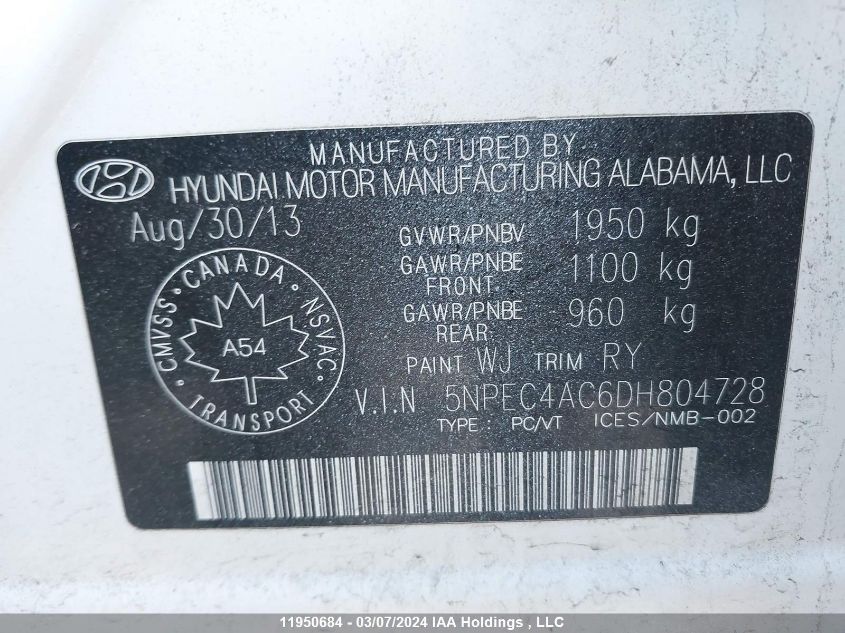 MANUFACTURED BY
HYUNDAI MOTOR MANUFACTURING ALABAMA, LLC
Aug/30/13
GVWR/PNBV 1950 kg
GAWR/PNBE FRONT 1100 kg
GAWR/PNBE REAR 960 kg
CANADA
CMVSS · NSVAC
A54
TRANSPORT
PAINT WJ TRIM RY
V.I.N 5NPEC4AC6DH804728
TYPE : PC/VT ICES/NMB-002
11950684 - 03/07/2024 IAA Holdings , LLC